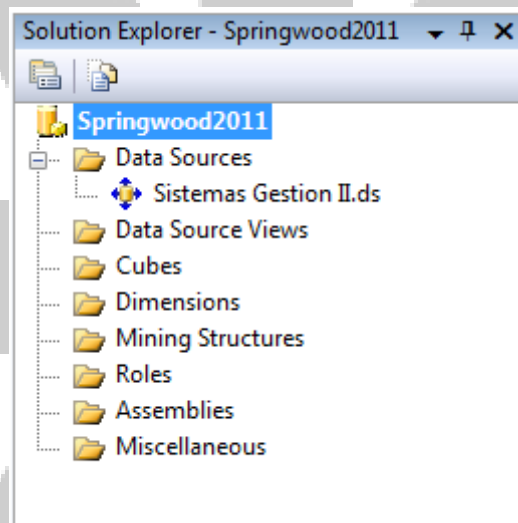 Solution Explorer - Springwood2011
Springwood2011
Data Sources
Sistemas Gestion II.ds
Data Source Views
Cubes
Dimensions
Mining Structures
Roles
Assemblies
Miscellaneous